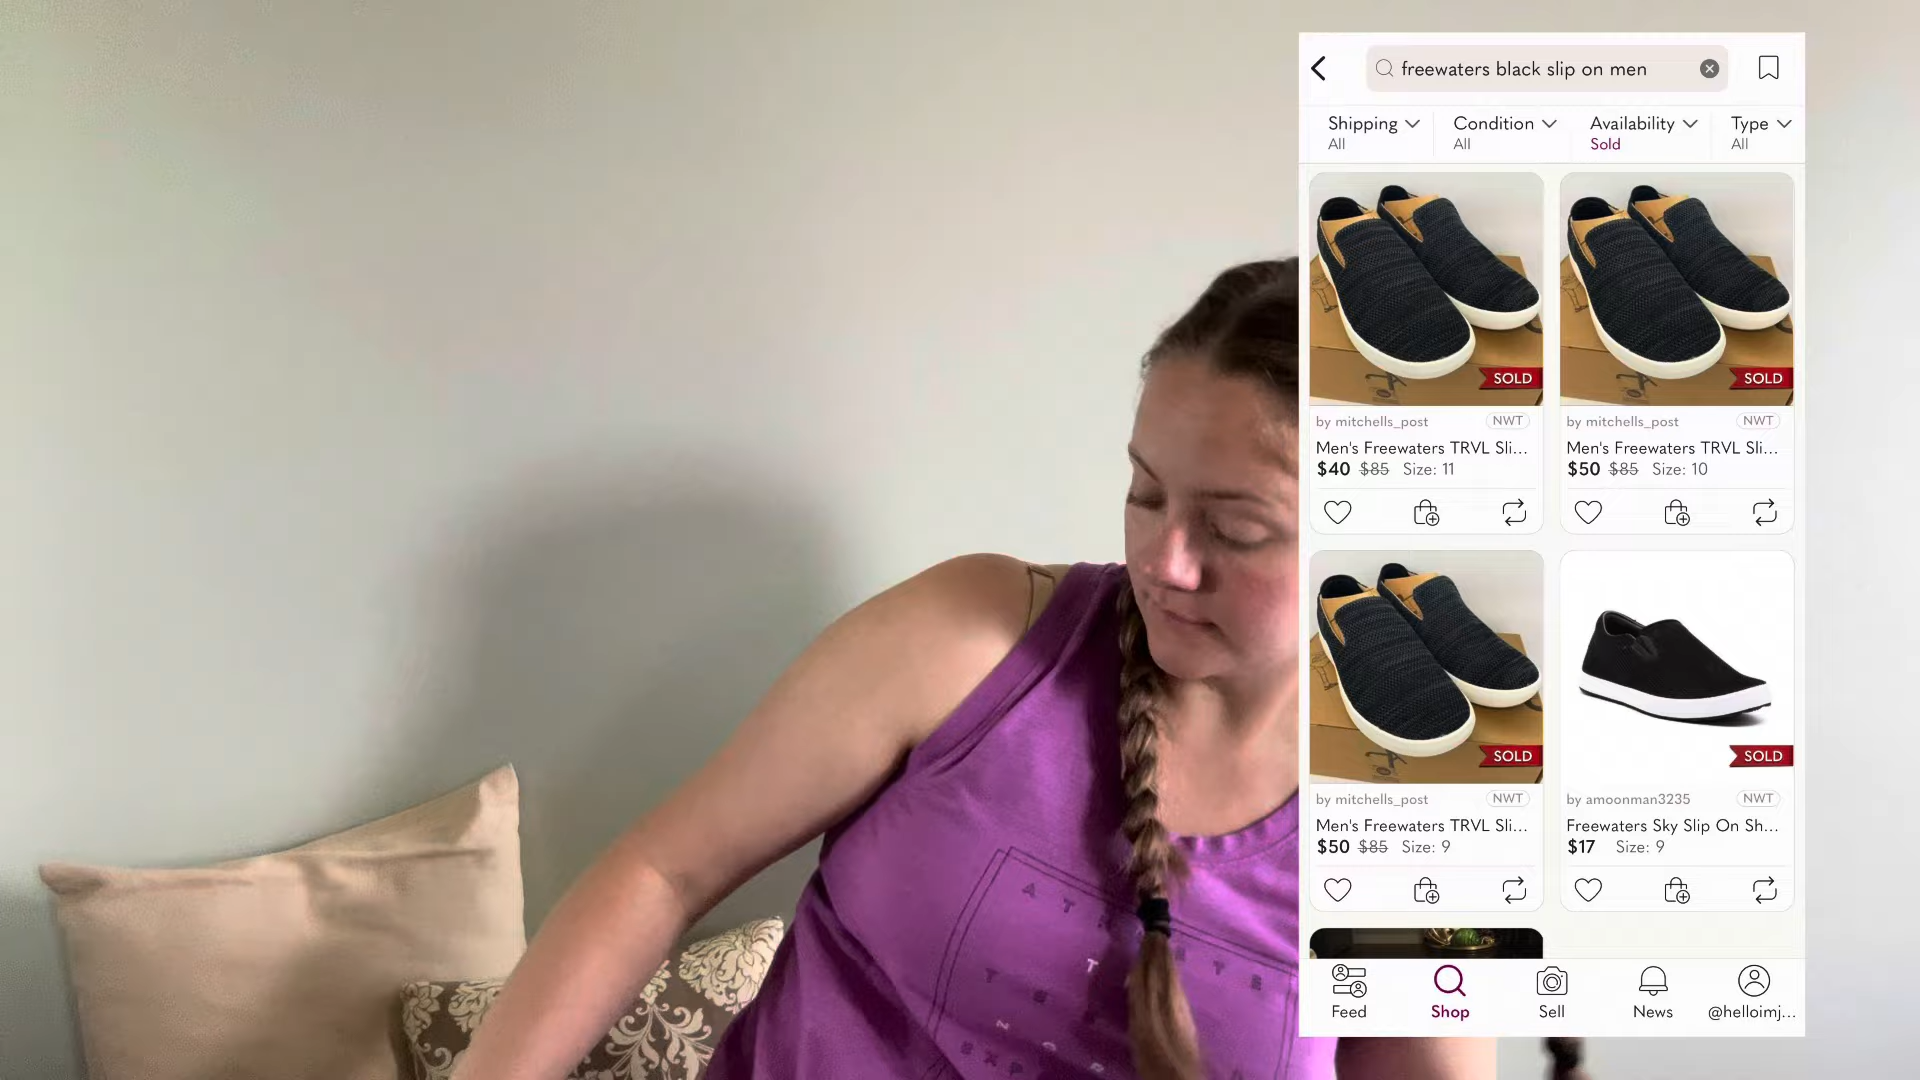 freewaters black slip on men
Shipping Condition Availability Type
All All Sold All
SOLD SOLD
by mitchells_post NWT by mitchells_post NWT
Men's Freewaters TRVL Sli... Men's Freewaters TRVL Sli...
$40 $85 Size: 11 $50 $85 Size: 10
SOLD SOLD
by mitchells_post NWT by amoonman3235 NWT
Men's Freewaters TRVL Sli... Freewaters Sky Slip On Sh...
$50 $85 Size: 9 $17 Size: 9
Feed Shop Sell News @helloimj...